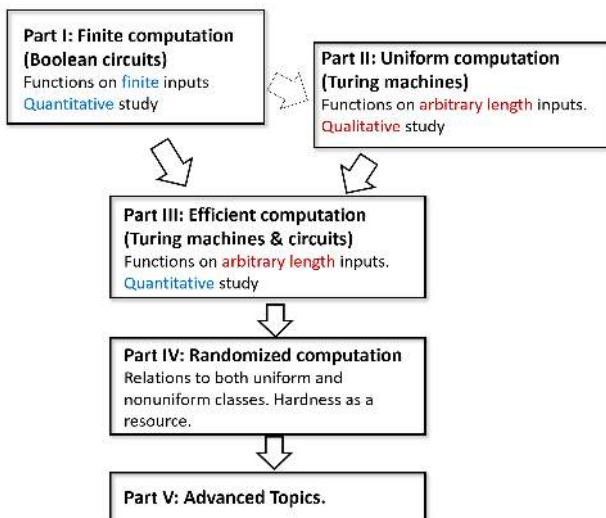 Part I: Finite computation
(Boolean circuits)
Functions on finite inputs
Quantitative study
Part II: Uniform computation
(Turing machines)
Functions on arbitrary length inputs.
Qualitative study
Part III: Efficient computation
(Turing machines & circuits)
Functions on arbitrary length inputs.
Quantitative study
Part IV: Randomized computation
Relations to both uniform and
nonuniform classes. Hardness as a
resource.
Part V: Advanced Topics.